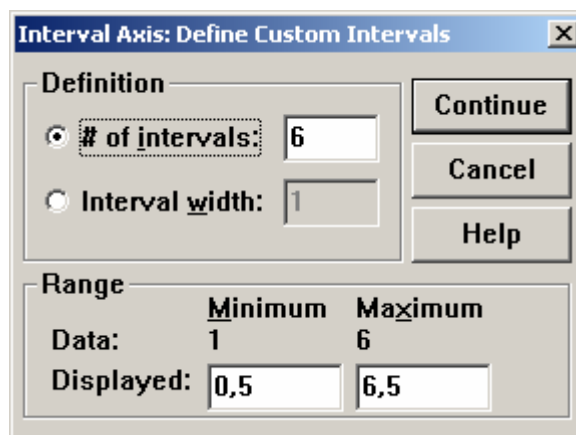 Interval Axis: Define Custom Intervals
Definition
# of intervals: 6
Interval width: 1
Continue
Cancel
Help
Range
Minimum Maximum
Data: 1 6
Displayed: 0,5 6,5